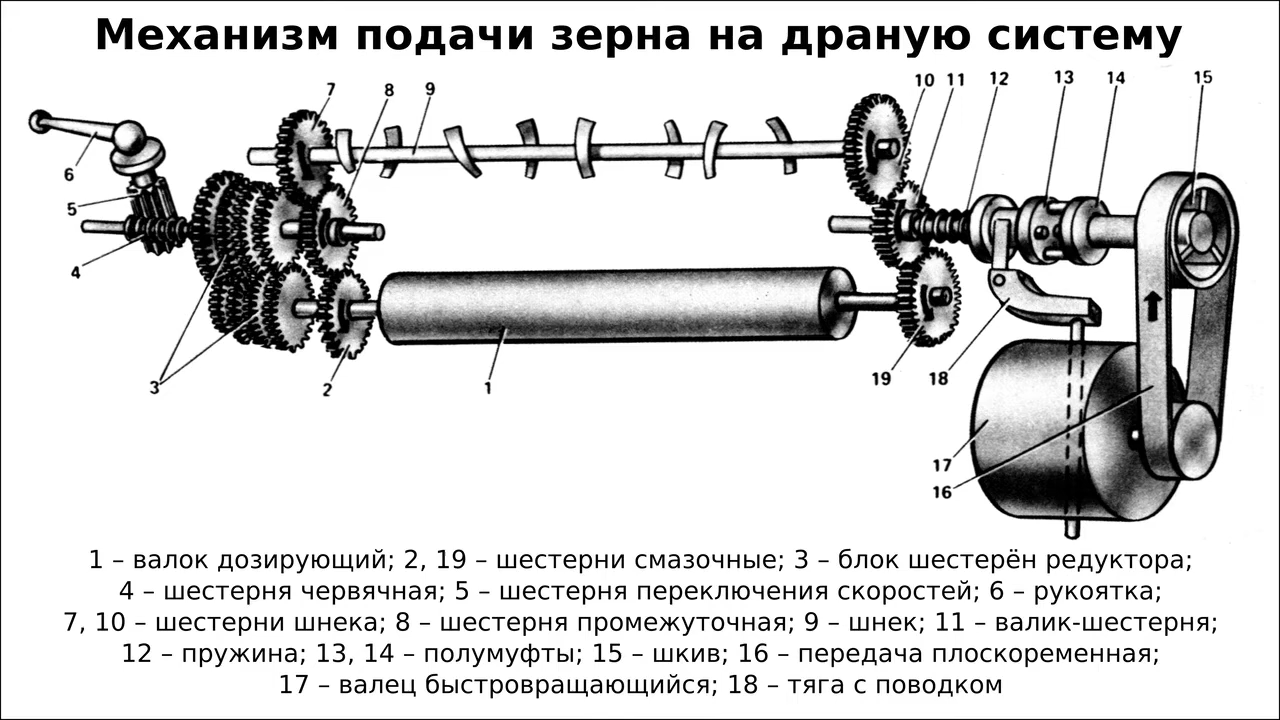 Механизм подачи зерна на драную систему
7 8 9 10 11 12 13 14 15
6
5
4
3 2 1 19 18
17
16
1 – валок дозирующий; 2, 19 – шестерни смазочные; 3 – блок шестерён редуктора;
4 – шестерня червячная; 5 – шестерня переключения скоростей; 6 – рукоятка;
7, 10 – шестерни шнека; 8 – шестерня промежуточная; 9 – шнек; 11 – валик-шестерня;
12 – пружина; 13, 14 – полумуфты; 15 – шкив; 16 – передача плоскоременная;
17 – валец быстровращающийся; 18 – тяга с поводком